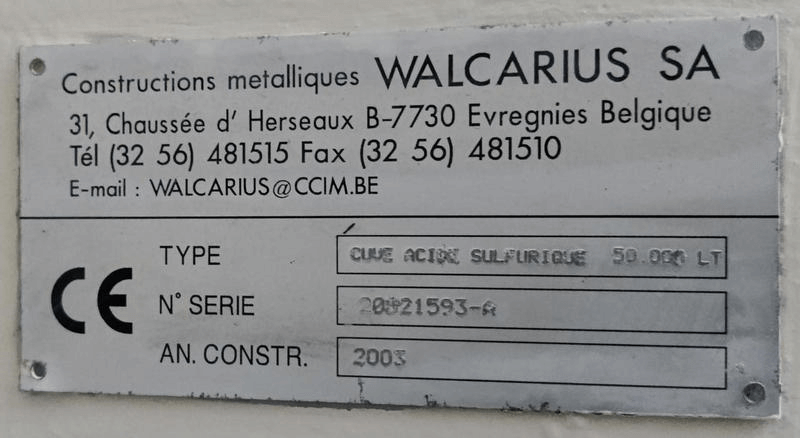 Constructions metalliques WALCARIUS SA
31, Chaussée d' Herseaux B-7730 Evregnies Belgique
Tél (32 56) 481515 Fax (32 56) 481510
E-mail : WALCARIUS@CCIM.BE
CE
TYPE CUVE ACIDE SULFURIQUE 50.000 LT
N° SERIE
AN. CONSTR. 2003